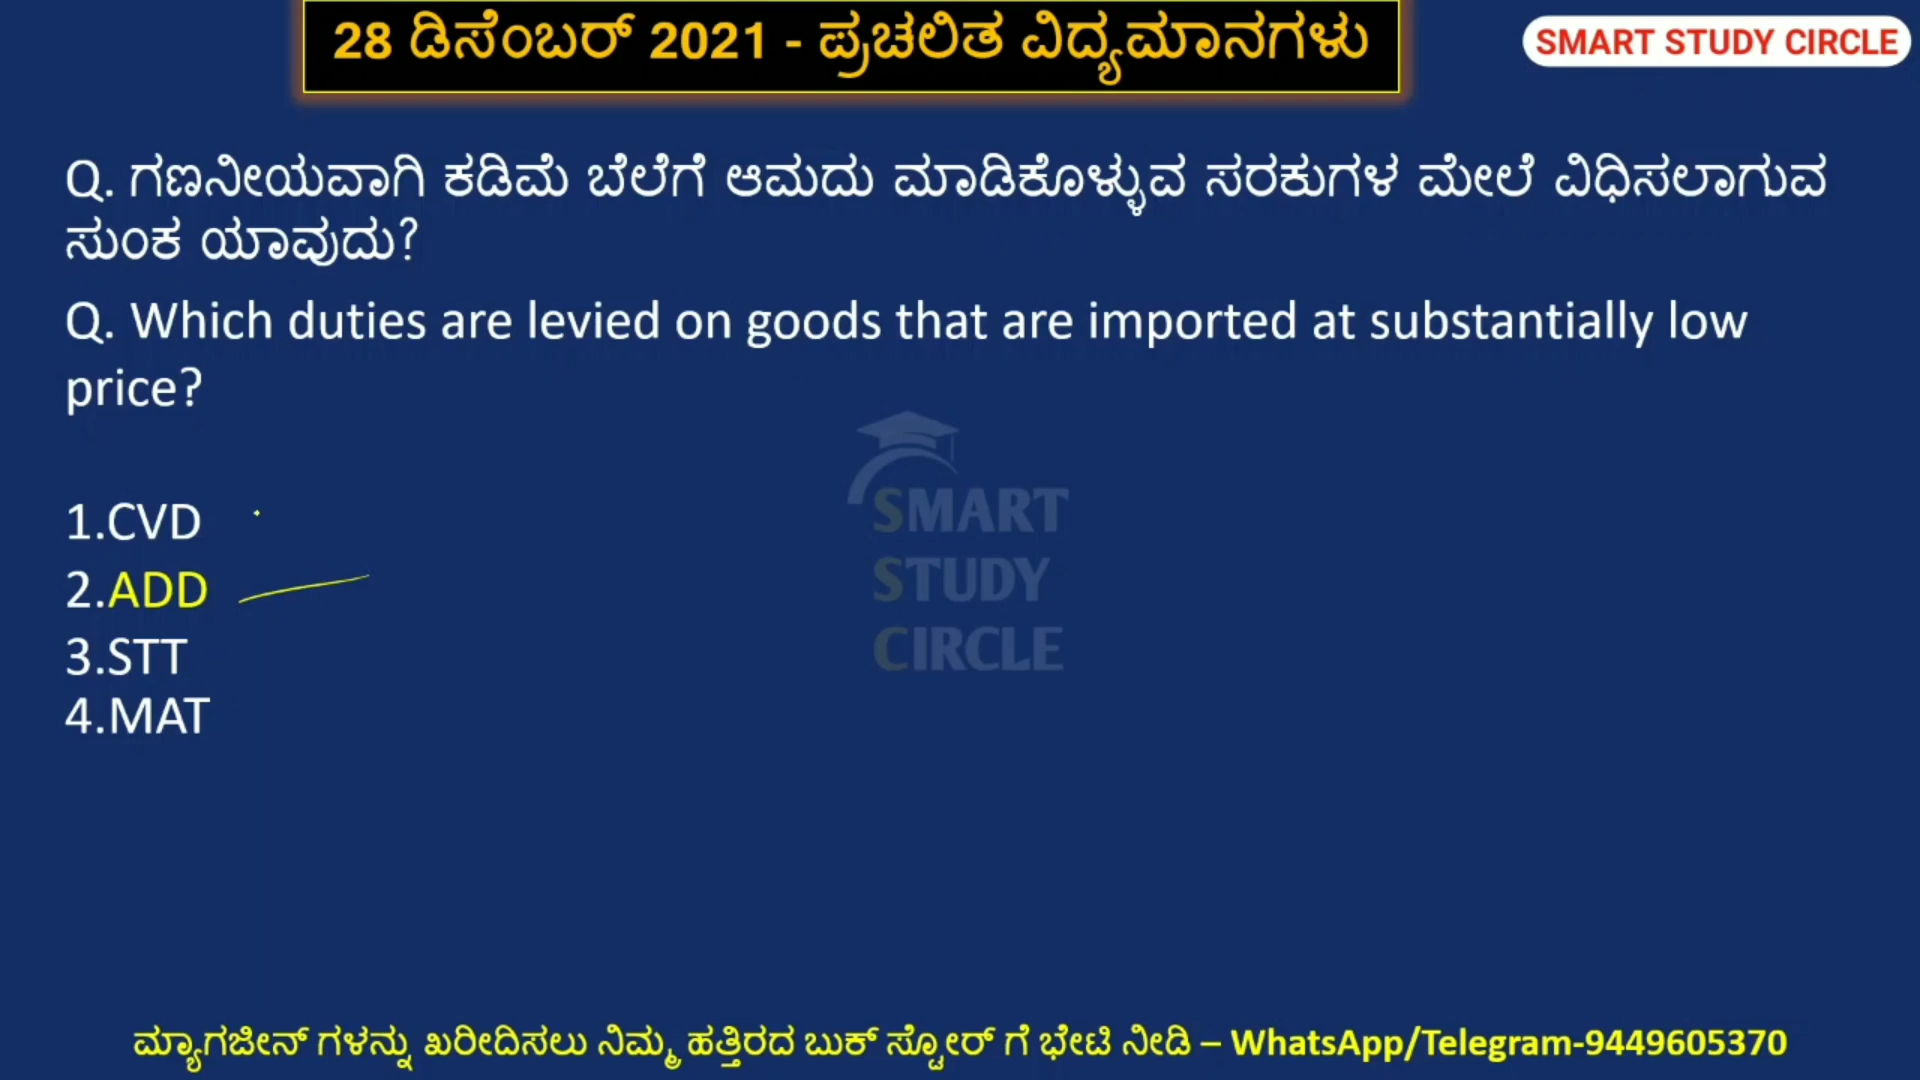 28 ಡಿಸೆಂಬರ್ 2021 - ಪ್ರಚಲಿತ ವಿದ್ಯಮಾನಗಳು
SMART STUDY CIRCLE
Q. ಗಣನೀಯವಾಗಿ ಕಡಿಮೆ ಬೆಲೆಗೆ ಆಮದು ಮಾಡಿಕೊಳ್ಳುವ ಸರಕುಗಳ ಮೇಲೆ ವಿಧಿಸಲಾಗುವ
ಸುಂಕ ಯಾವುದು?
Q. Which duties are levied on goods that are imported at substantially low
price?
1.CVD
2.ADD
3.STT
4.MAT
SMART
STUDY
CIRCLE
ಮ್ಯಾಗಜೀನ್ ಗಳನ್ನು ಖರೀದಿಸಲು ನಿಮ್ಮ ಹತ್ತಿರದ ಬುಕ್ ಸ್ಟೋರ್ ಗೆ ಭೇಟಿ ನೀಡಿ – WhatsApp/Telegram-9449605370